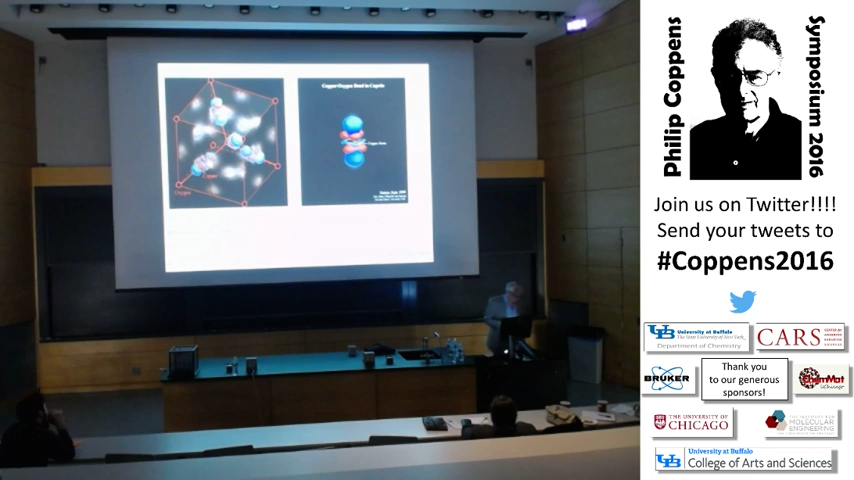 Copper-Oxygen Bond in Cuprite
Copper
Oxygen
Philip Coppens
Symposium 2016
Join us on Twitter!!!!
Send your tweets to
#Coppens2016
University at Buffalo
The State University of New York
Department of Chemistry
CARS
BRUKER
Thank you
to our generous
sponsors!
ChemMat
THE UNIVERSITY OF
CHICAGO
MOLECULAR
ENGINEERING
University at Buffalo
College of Arts and Sciences